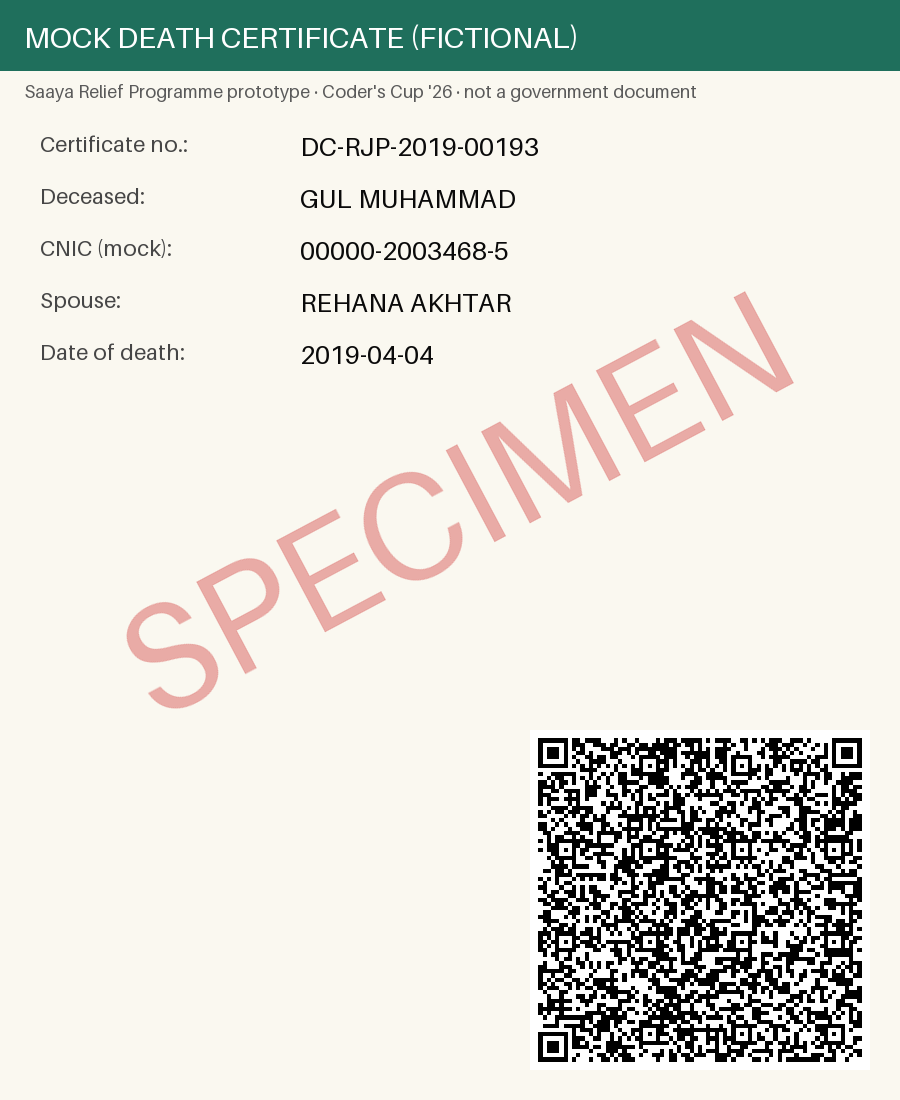 MOCK DEATH CERTIFICATE (FICTIONAL)
Saaya Relief Programme prototype · Coder's Cup '26 · not a government document
Certificate no.: DC-RJP-2019-00193
Deceased: GUL MUHAMMAD
CNIC (mock): 00000-2003468-5
Spouse: REHANA AKHTAR
Date of death: 2019-04-04
SPECIMEN